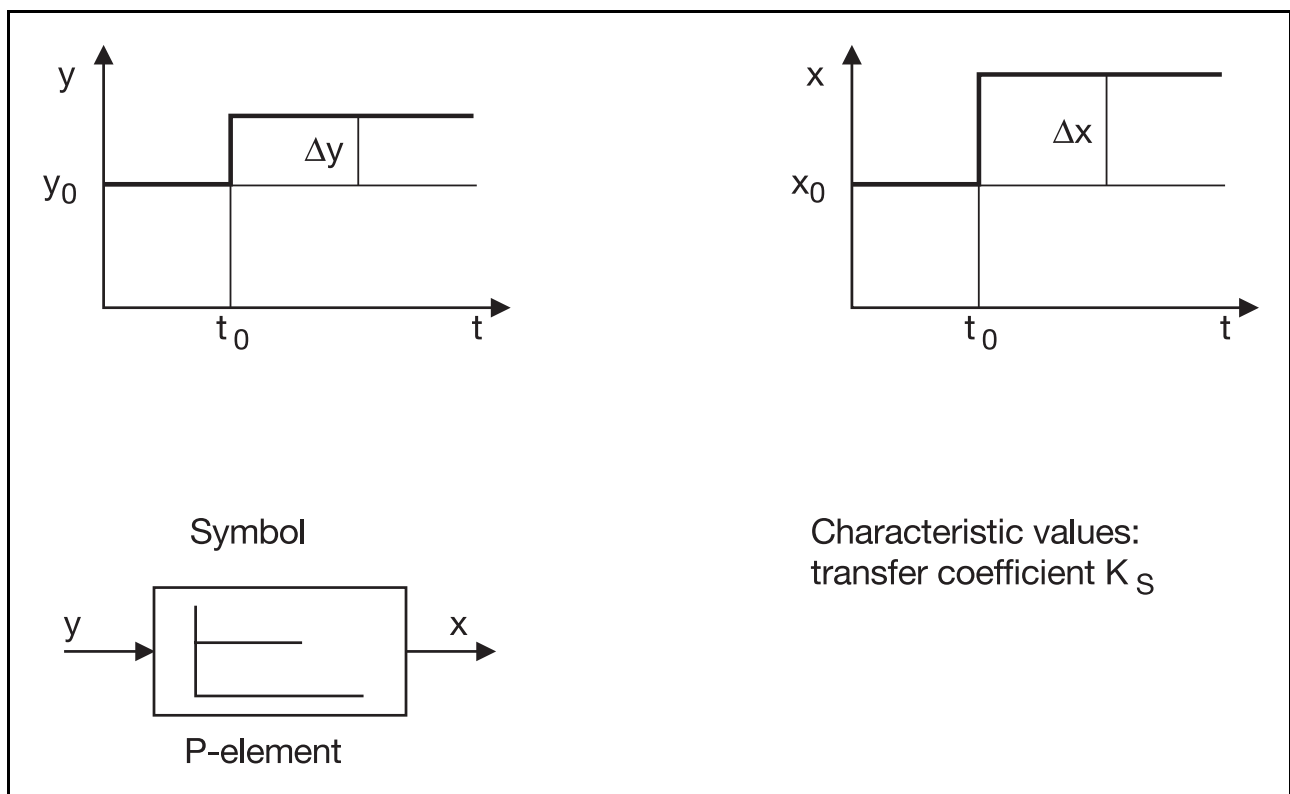 y
Δy
y0
t0
t
x
Δx
x0
t0
t
Symbol
y
x
P-element
Characteristic values:
transfer coefficient KS